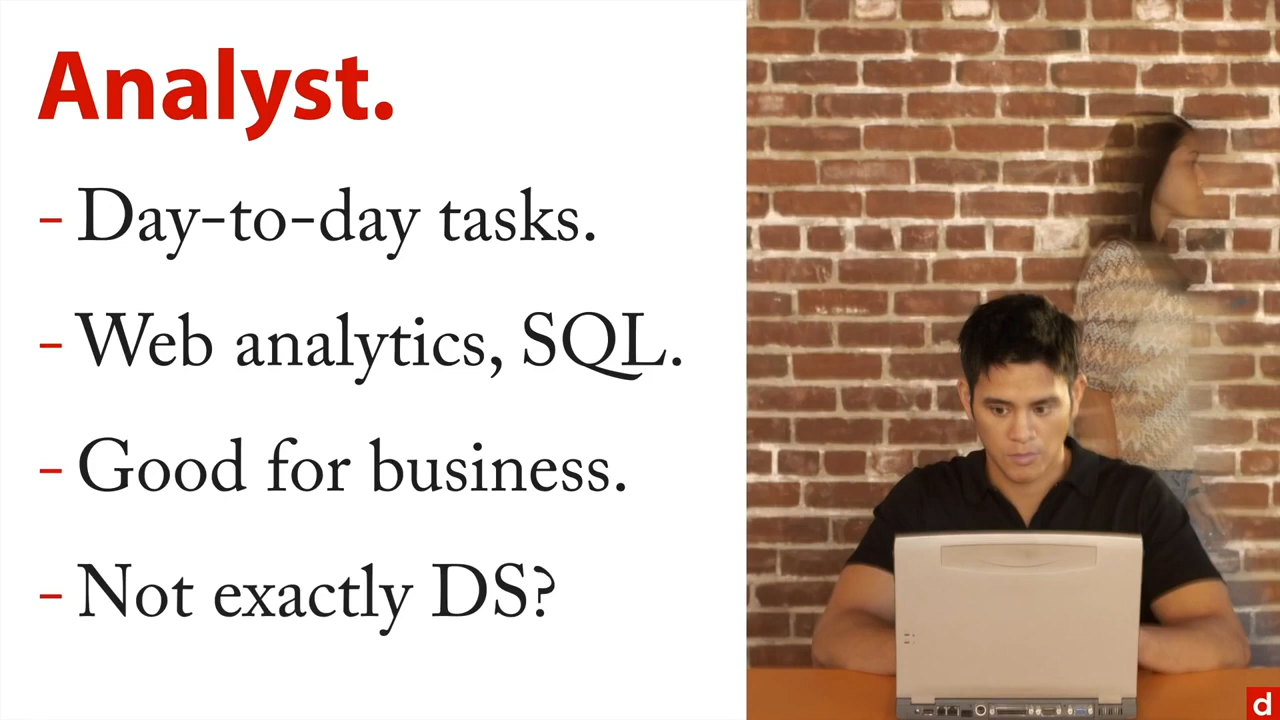 Analyst.
- Day-to-day tasks.
- Web analytics, SQL.
- Good for business.
- Not exactly DS?
d